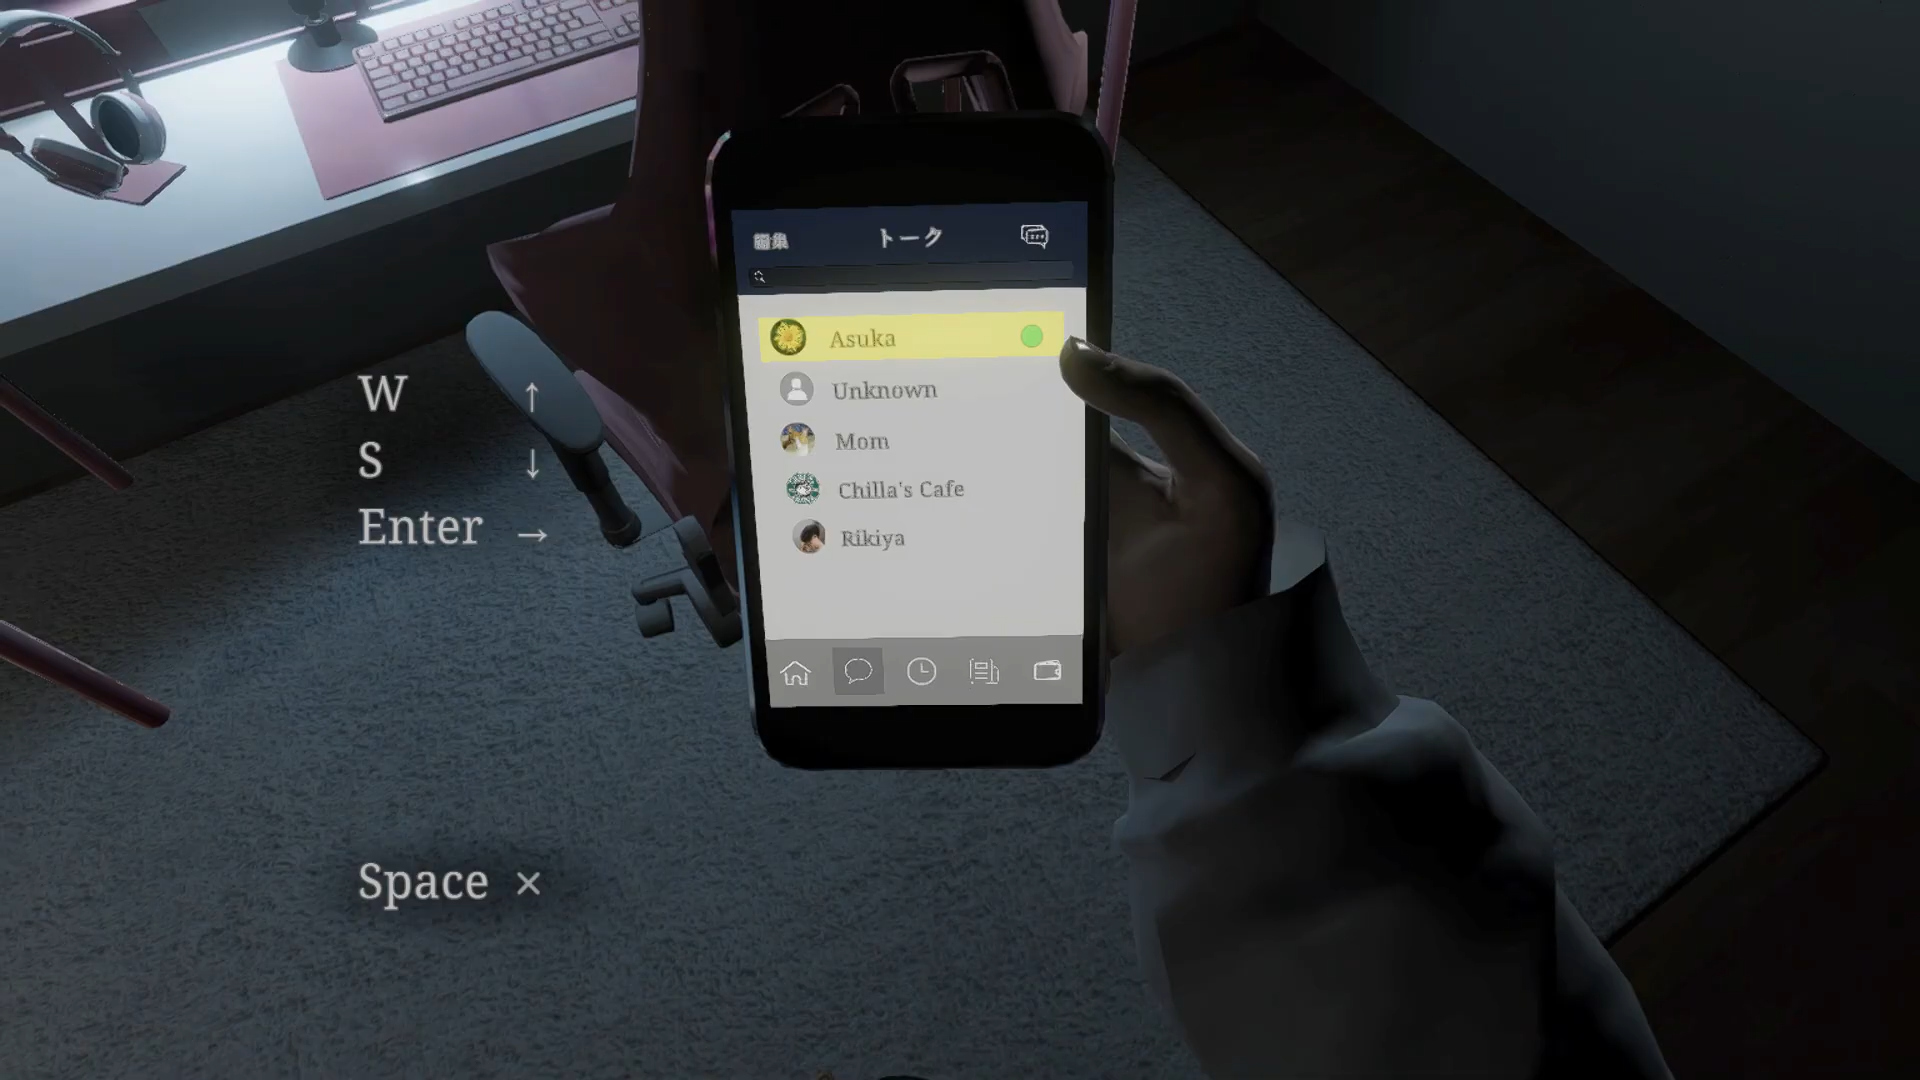 編集 トーク
Asuka
Unknown
Mom
Chilla's Cafe
Rikiya
W ↑
S ↓
Enter →
Space ×